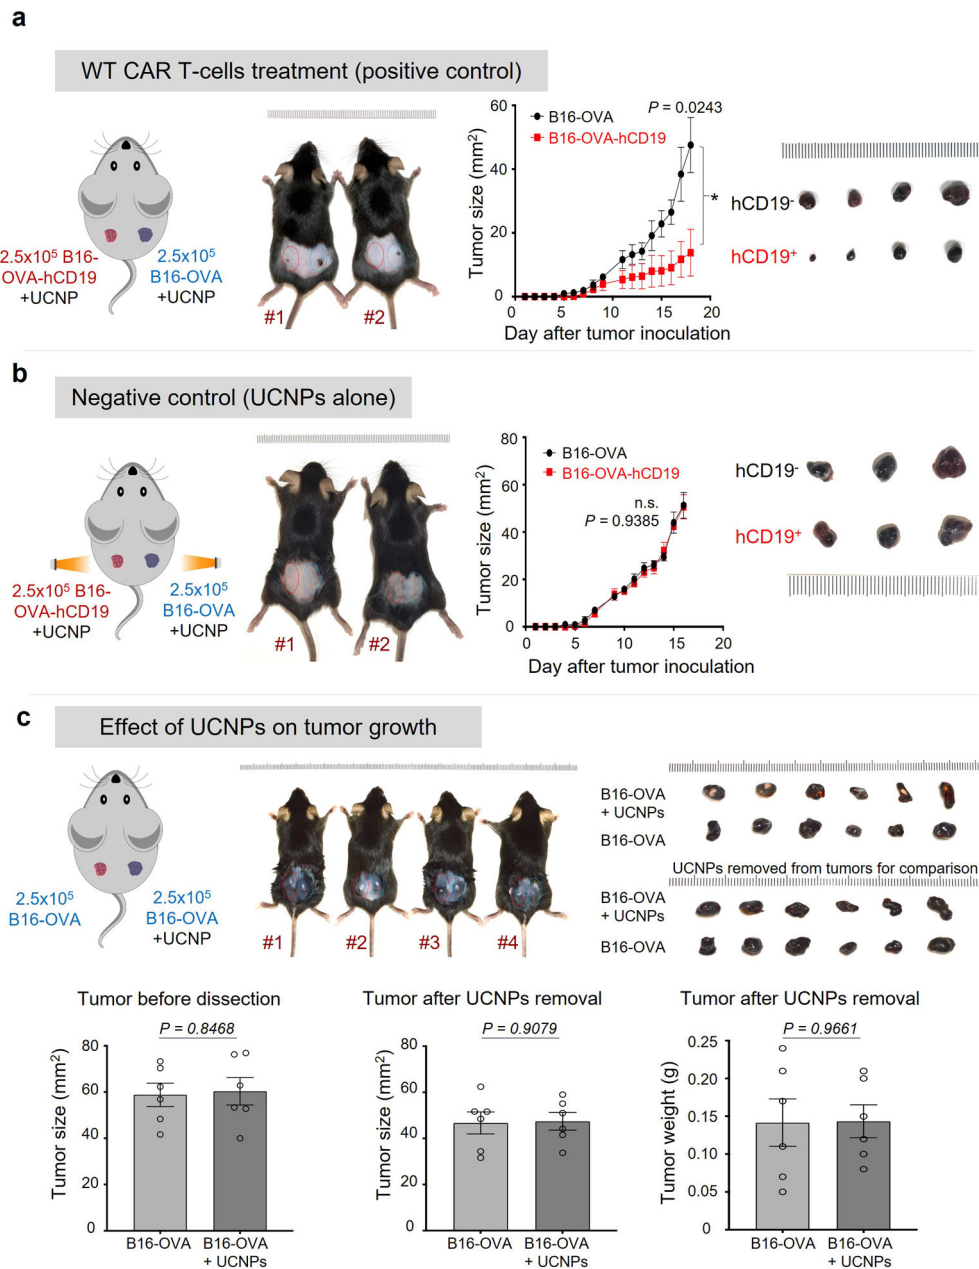 a
WT CAR T-cells treatment (positive control)
2.5x10⁵ B16-
OVA-hCD19
+UCNP
2.5x10⁵
B16-OVA
+UCNP
#1
#2
Tumor size (mm²)
60
40
20
0
0
5
10
15
20
Day after tumor inoculation
B16-OVA
B16-OVA-hCD19
P = 0.0243
*
hCD19⁻
hCD19⁺
b
Negative control (UCNPs alone)
2.5x10⁵ B16-
OVA-hCD19
+UCNP
2.5x10⁵
B16-OVA
+UCNP
#1
#2
Tumor size (mm²)
80
60
40
20
0
0
5
10
15
20
Day after tumor inoculation
B16-OVA
B16-OVA-hCD19
n.s.
P = 0.9385
hCD19⁻
hCD19⁺
c
Effect of UCNPs on tumor growth
2.5x10⁵
B16-OVA
2.5x10⁵
B16-OVA
+UCNP
#1
#2
#3
#4
B16-OVA
+ UCNPs
B16-OVA
UCNPs removed from tumors for comparison
B16-OVA
+ UCNPs
B16-OVA
Tumor before dissection
P = 0.8468
Tumor size (mm²)
80
60
40
20
0
B16-OVA
B16-OVA
+ UCNPs
Tumor after UCNPs removal
P = 0.9079
Tumor size (mm²)
80
60
40
20
0
B16-OVA
B16-OVA
+ UCNPs
Tumor after UCNPs removal
P = 0.9661
Tumor weight (g)
0.25
0.20
0.15
0.10
0.05
0
B16-OVA
B16-OVA
+ UCNPs